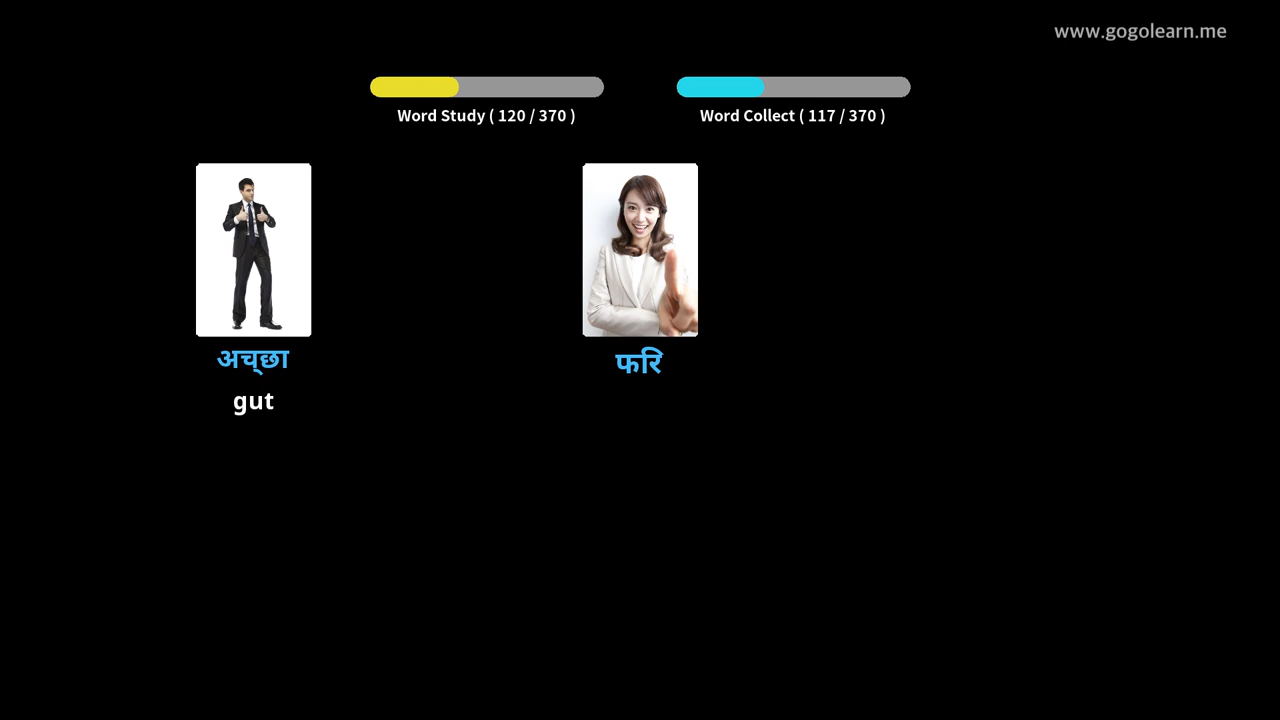 www.gogolearn.me
Word Study ( 120 / 370 )
Word Collect ( 117 / 370 )
अच्छा
फरि
gut